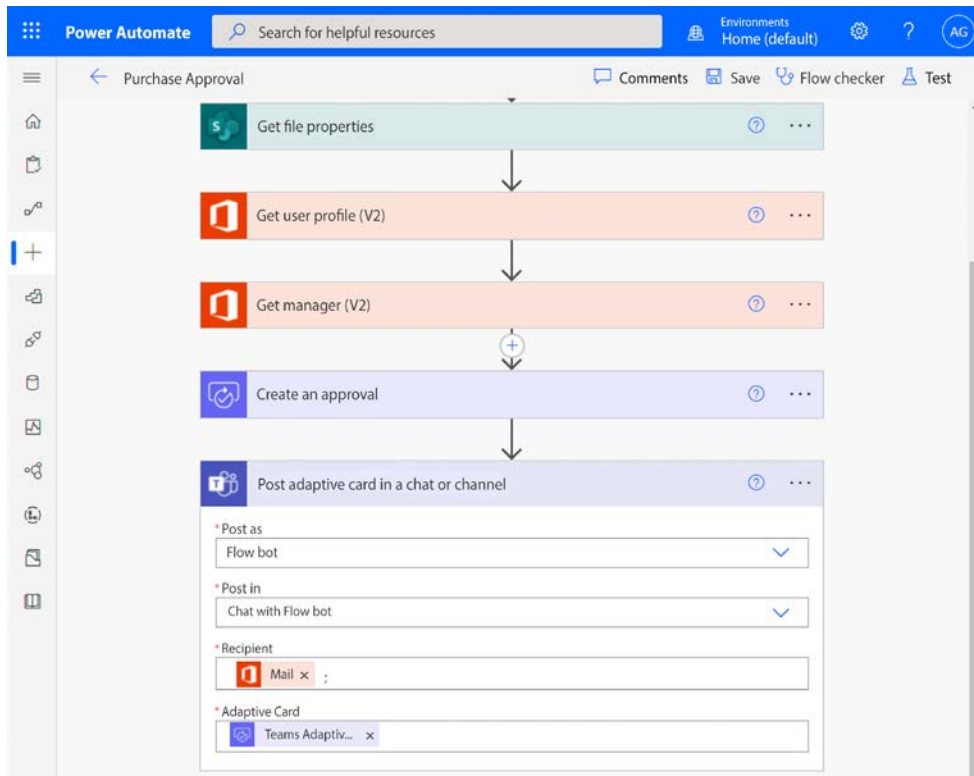 Power Automate
Search for helpful resources
Environments
Home (default)
?
AG
Purchase Approval
Comments
Save
Flow checker
Test
S
Get file properties
? ...
Get user profile (V2)
? ...
Get manager (V2)
? ...
+
Create an approval
? ...
T
Post adaptive card in a chat or channel
? ...
* Post as
Flow bot
* Post in
Chat with Flow bot
* Recipient
Mail × ;
* Adaptive Card
Teams Adaptiv... ×